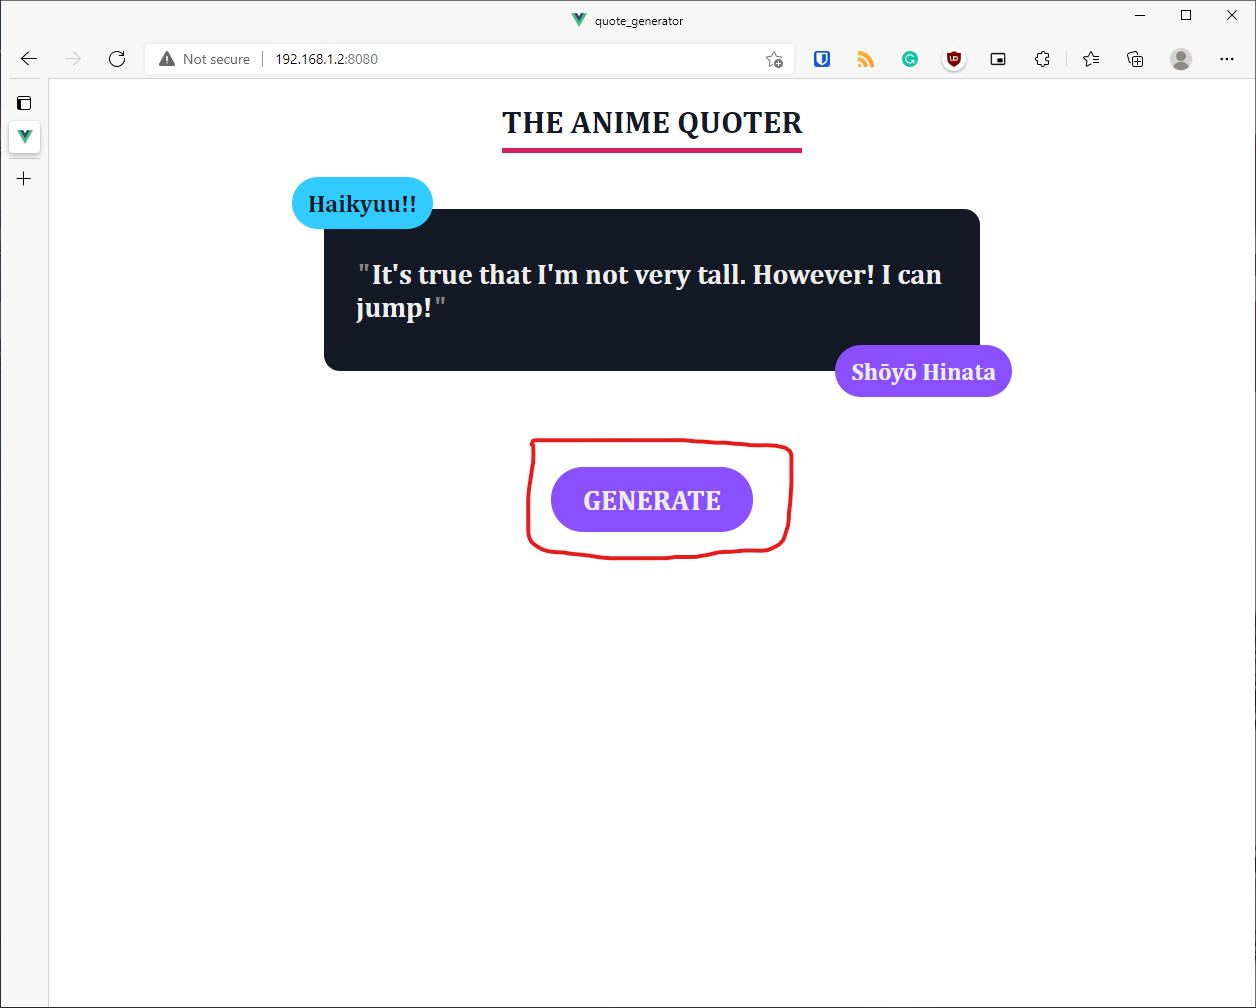 quote_generator
Not secure
192.168.1.2:8080
THE ANIME QUOTER
Haikyuu!!
"It's true that I'm not very tall. However! I can
jump!"
Shōyō Hinata
GENERATE